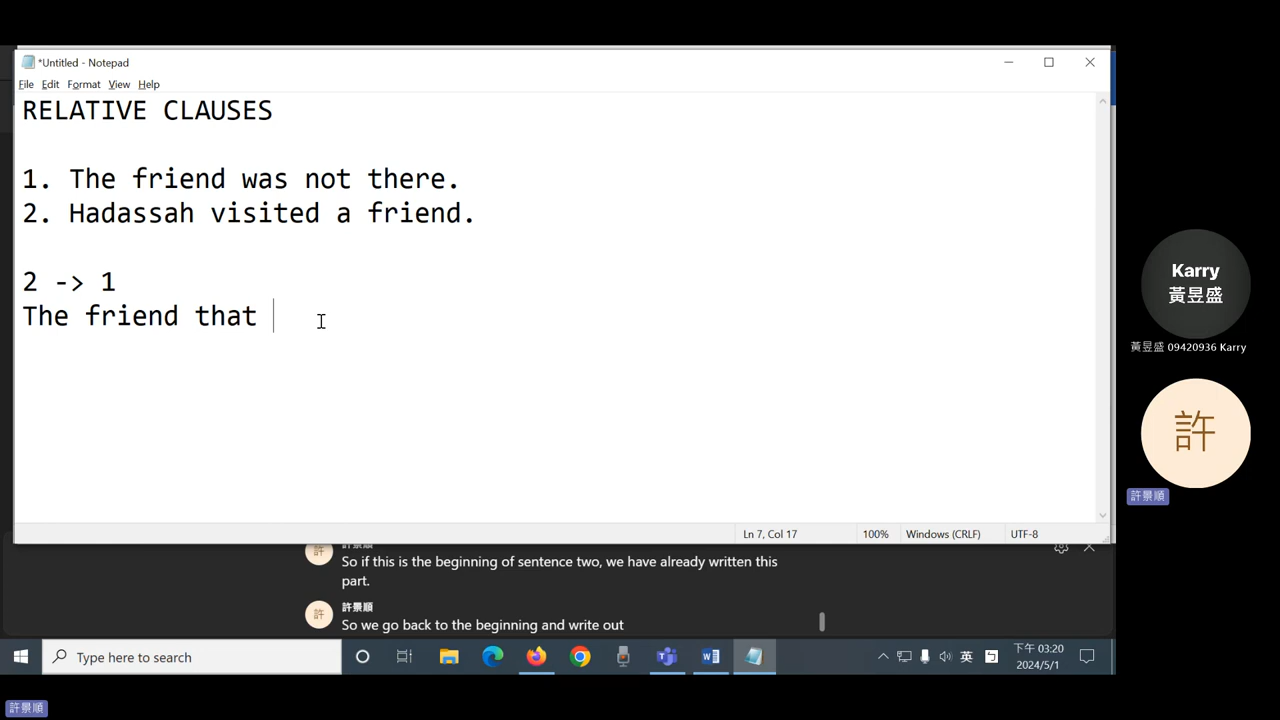 *Untitled - Notepad
File Edit Format View Help
RELATIVE CLAUSES
1. The friend was not there.
2. Hadassah visited a friend.
2 -> 1
The friend that
Ln 7, Col 17 100% Windows (CRLF) UTF-8
許 許景順
So if this is the beginning of sentence two, we have already written this
part.
許 許景順
So we go back to the beginning and write out
Type here to search
英
下午 03:20
2024/5/1
Karry
黃昱盛
黃昱盛 09420936 Karry
許
許景順
許景順